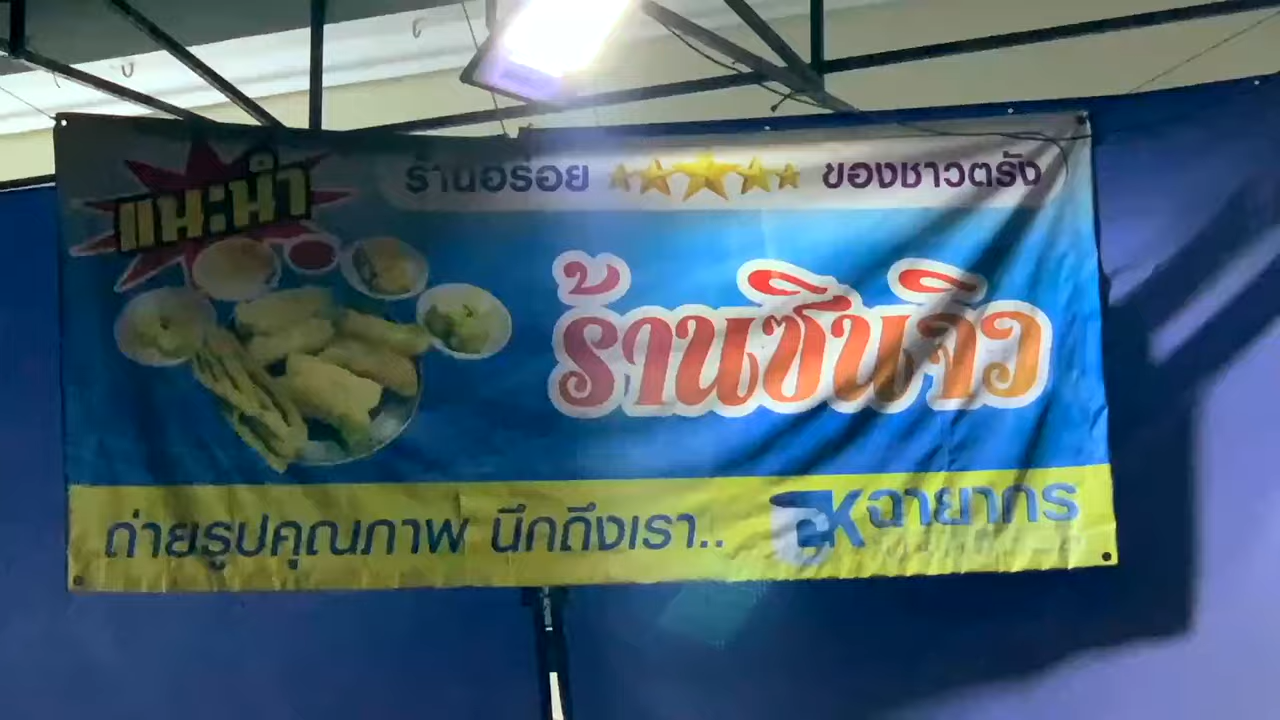 แนะนำ
ร้านอร่อย ของชาวตรัง
ร้านซินจิว
ถ่ายรูปคุณภาพ นึกถึงเรา.. EK ฉายากร